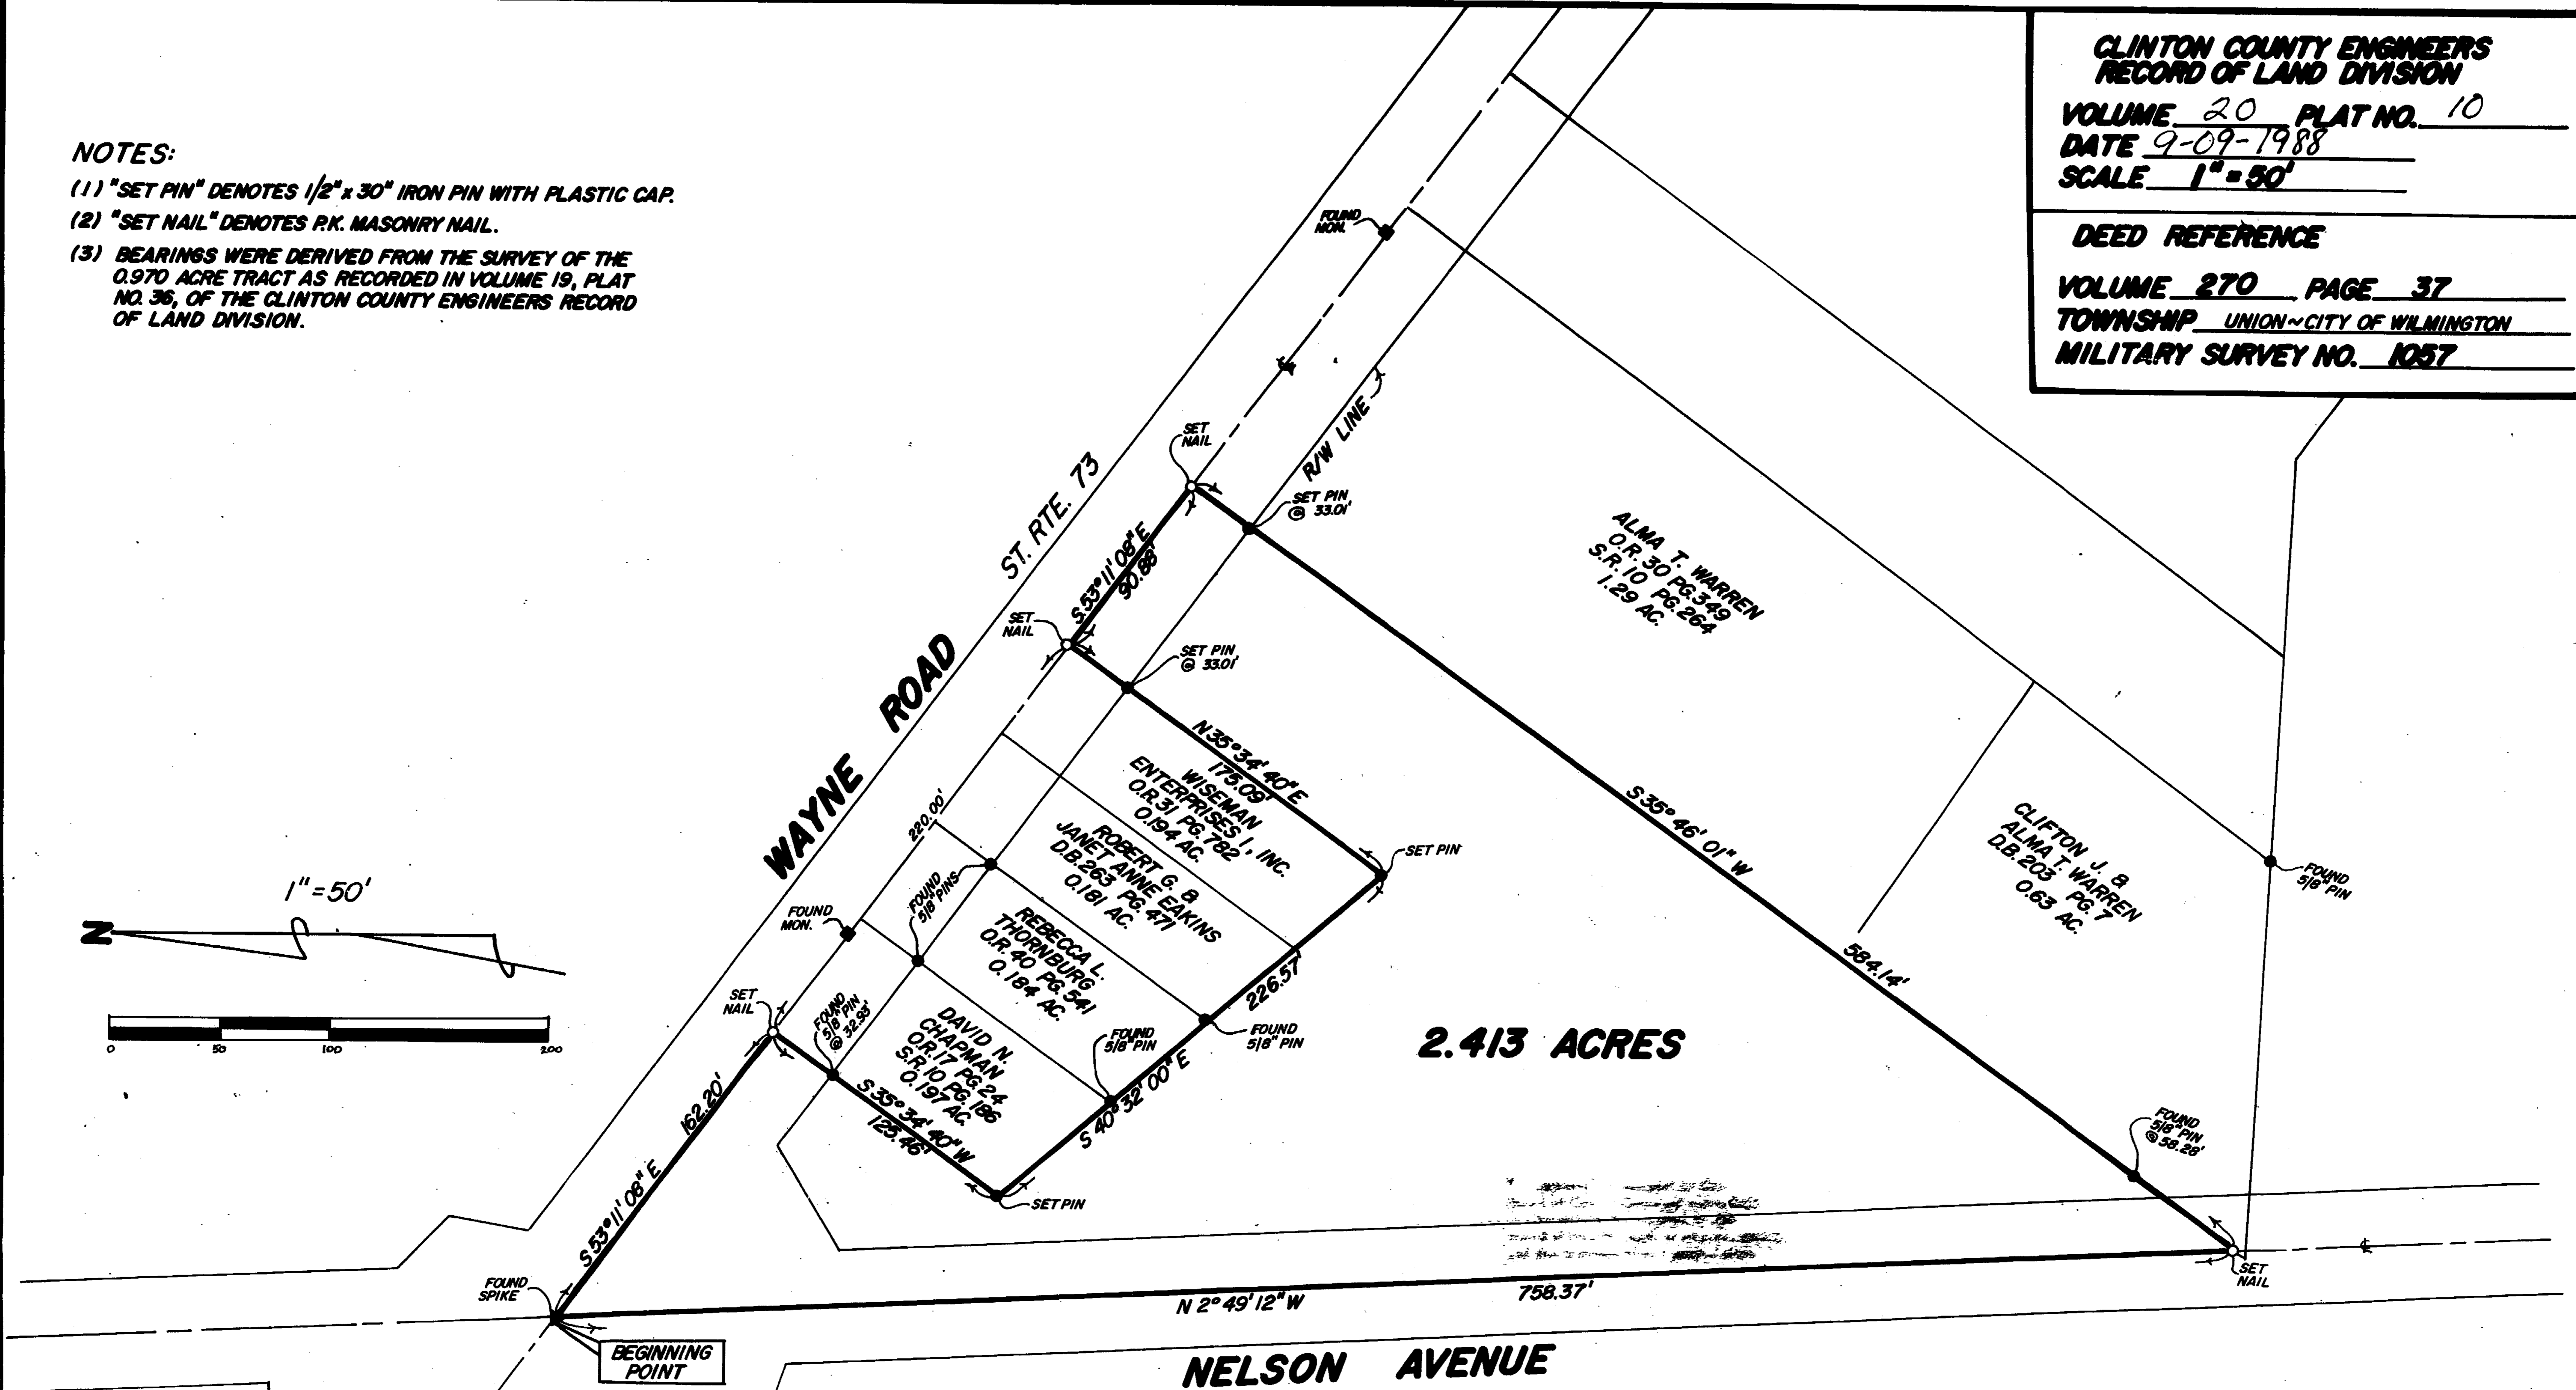 CLINTON COUNTY ENGINEERS
RECORD OF LAND DIVISION
VOLUME 20 PLAT NO. 10
DATE 9-09-1988
SCALE 1"=50'
DEED REFERENCE
VOLUME 270 PAGE 37
TOWNSHIP UNION~CITY OF WILMINGTON
MILITARY SURVEY NO. 1057
NOTES:
(1) "SET PIN" DENOTES 1/2" x 30" IRON PIN WITH PLASTIC CAP.
(2) "SET NAIL" DENOTES P.K. MASONRY NAIL.
(3) BEARINGS WERE DERIVED FROM THE SURVEY OF THE
0.970 ACRE TRACT AS RECORDED IN VOLUME 19, PLAT
NO. 36, OF THE CLINTON COUNTY ENGINEERS RECORD
OF LAND DIVISION.
FOUND
MON.
R/W LINE
SET
NAIL
SET PIN
@ 33.01'
ST. RTE. 73
S 53°11'08" E
90.88'
SET
NAIL
SET PIN
@ 33.01'
WAYNE ROAD
ALMA T. WARREN
O.R. 30 PG. 349
S.R. 10 PG. 264
1.29 AC.
N 35°34'40" E
175.09'
WISEMAN
ENTERPRISES I, INC.
O.R. 31 PG. 782
0.194 AC.
S 35°46'01" W
584.14'
CLIFTON J. &
ALMA T. WARREN
D.B. 203 PG. 7
0.63 AC.
FOUND
5/8" PIN
220.00'
ROBERT G. &
JANET ANNE EAKINS
D.B. 263 PG. 471
0.181 AC.
SET PIN
FOUND
5/8" PINS
FOUND
MON.
REBECCA L.
THORNBURG
O.R. 40 PG. 541
0.184 AC.
226.57'
S 40°32'00" E
FOUND
5/8" PIN
FOUND
5/8" PIN
2.413 ACRES
1"=50'
N
0 50 100 200
SET
NAIL
FOUND
5/8" PIN
@ 32.93'
DAVID N.
CHAPMAN
O.R. 17 PG. 24
S.R. 10 PG. 186
0.197 AC.
S 35°34'40" W
125.46'
SET PIN
FOUND
5/8" PIN
@ 58.28'
162.20'
S 53°11'08" E
FOUND
SPIKE
SET
NAIL
N 2°49'12" W
758.37'
BEGINNING
POINT
NELSON AVENUE